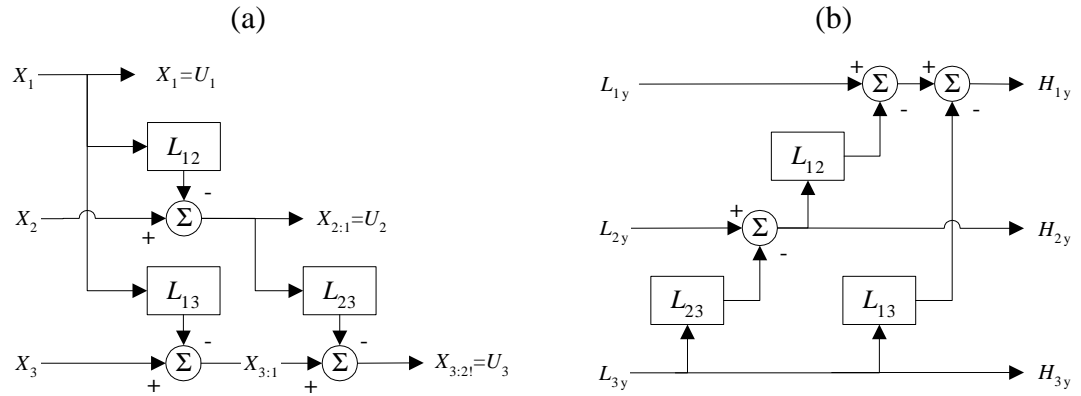 (a) (b)
X₁ X₁=U₁ + + L₁y Σ Σ H₁y
- -
L₁₂ L₁₂
-
X₂ Σ X₂:₁=U₂ + L₂y Σ H₂y
+ -
L₁₃ L₂₃ L₂₃ L₁₃
- -
X₃ Σ X₃:₁ Σ X₃:₂!=U₃ L₃y H₃y
+ +